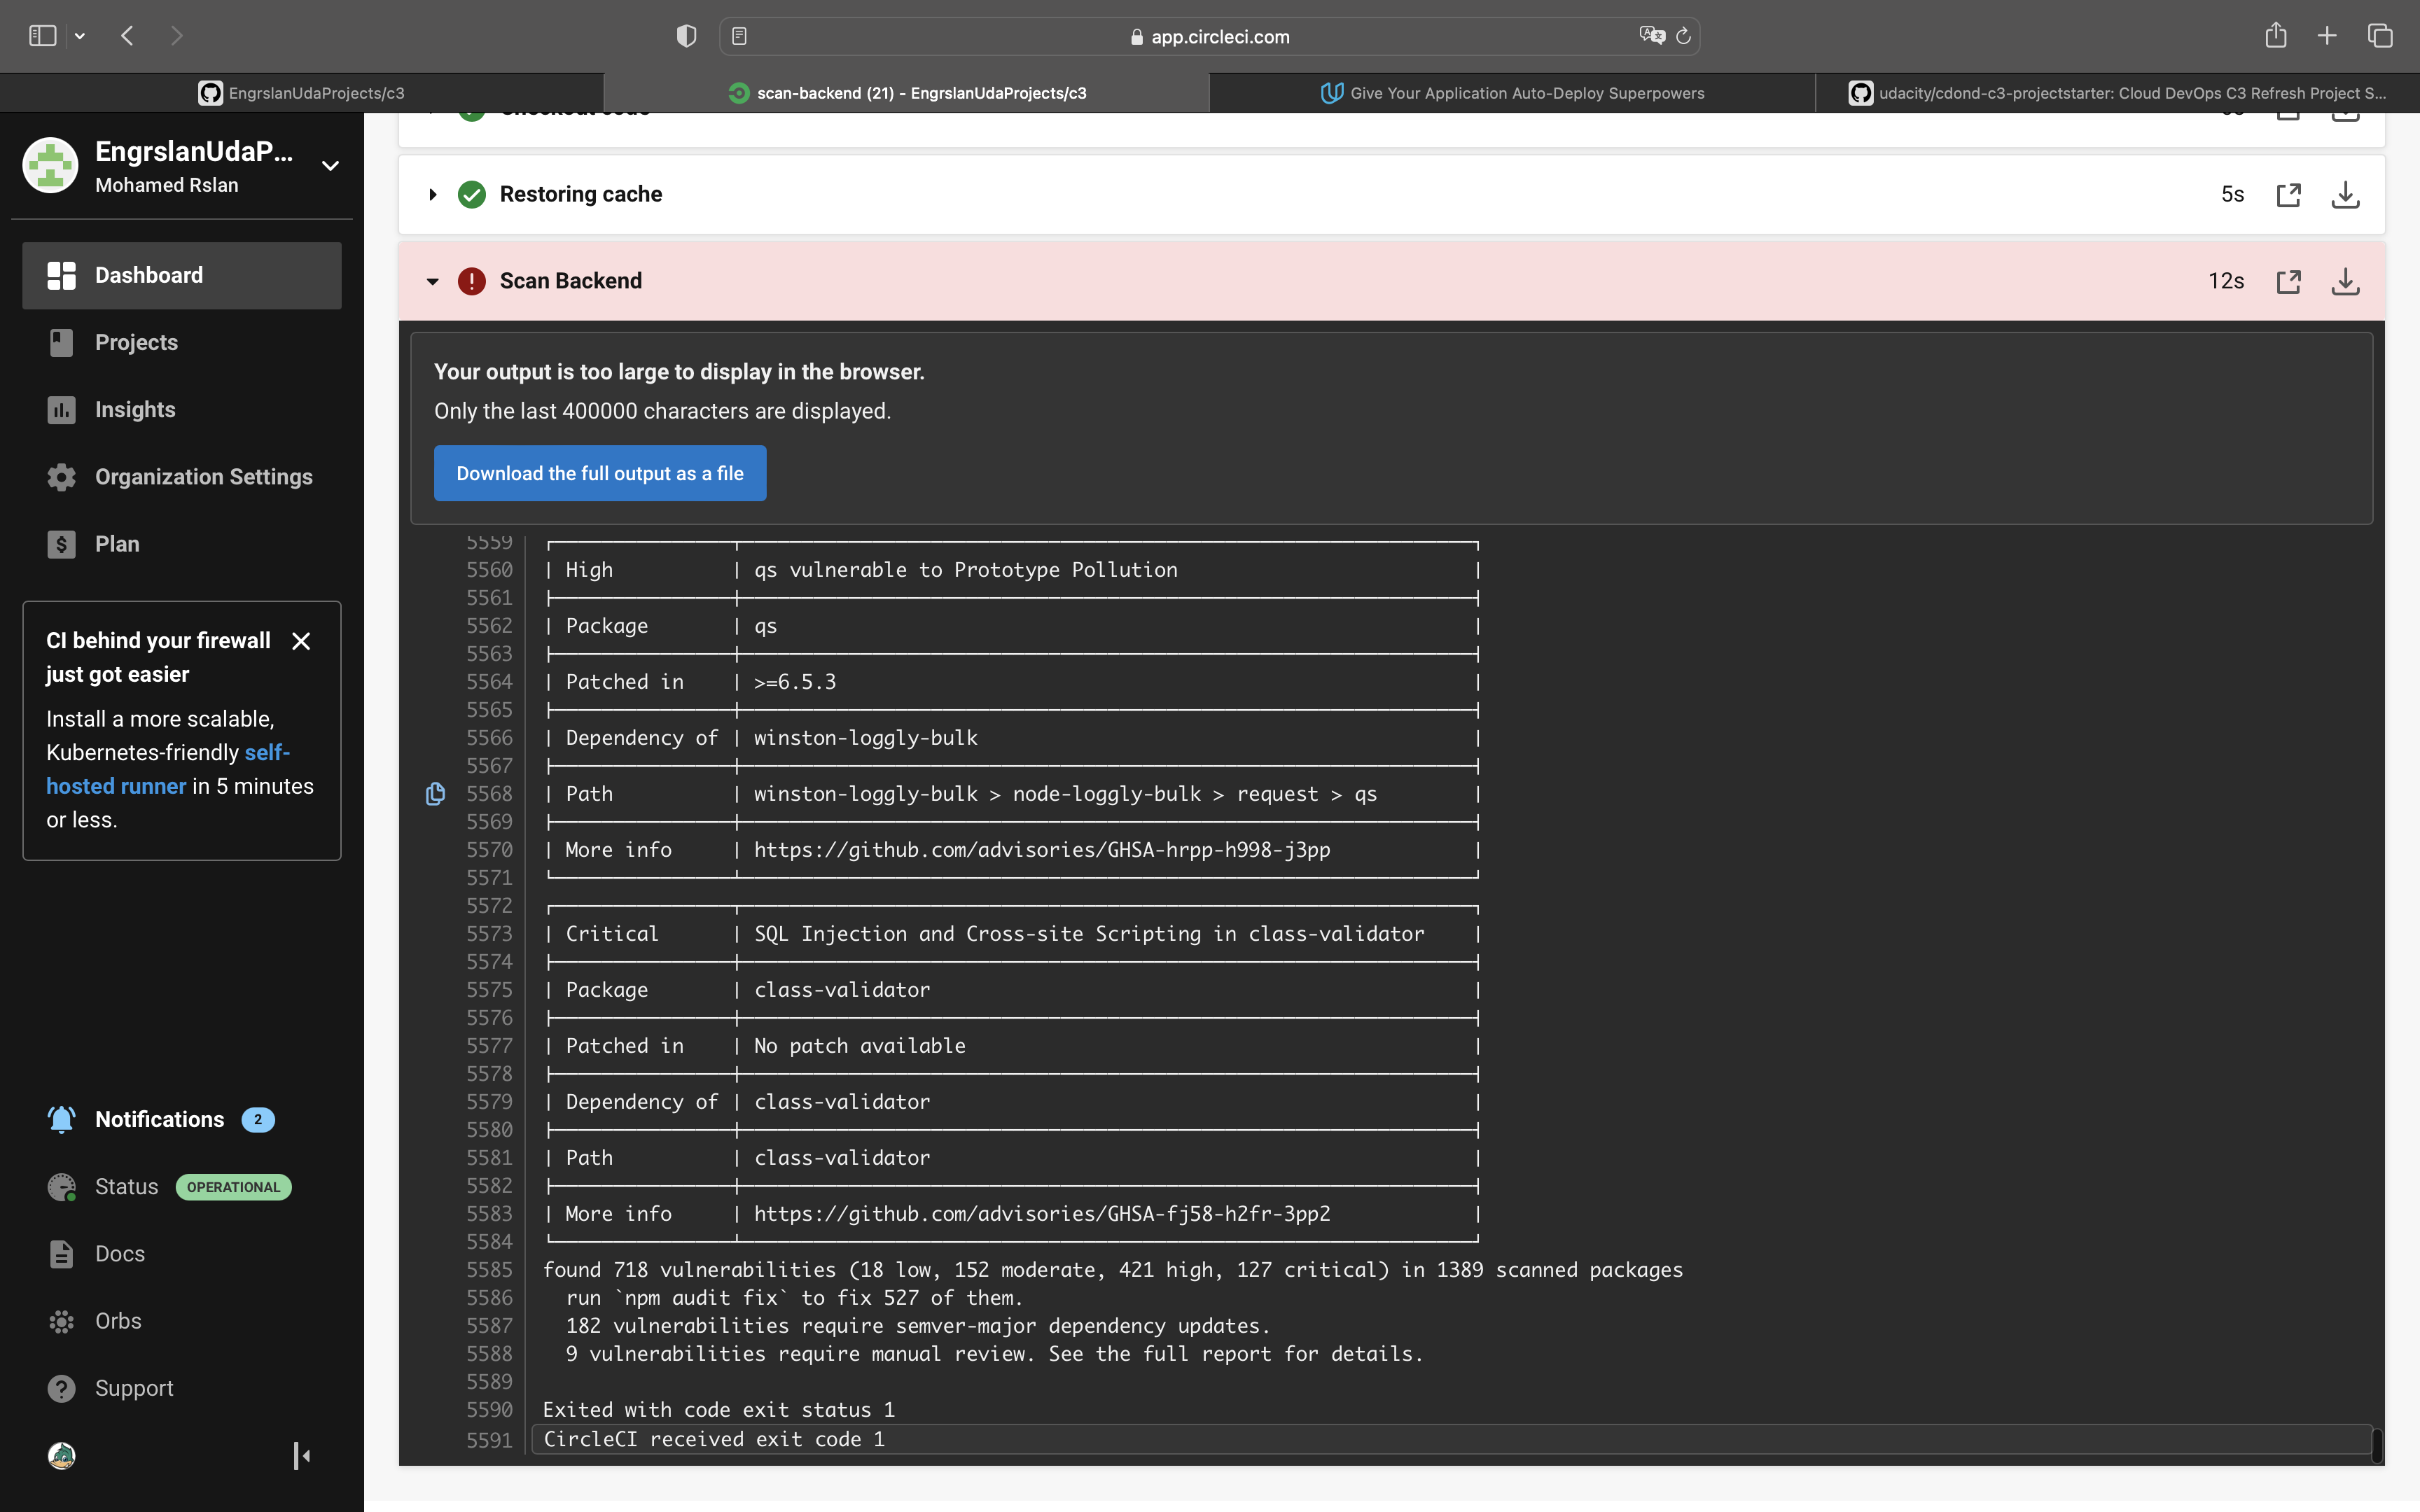 app.circleci.com
EngrslanUdaProjects/c3
scan-backend (21) - EngrslanUdaProjects/c3
Give Your Application Auto-Deploy Superpowers
udacity/cdond-c3-projectstarter: Cloud DevOps C3 Refresh Project S...
EngrslanUdaP...
Mohamed Rslan
Dashboard
Projects
Insights
Organization Settings
Plan
CI behind your firewall
just got easier
Install a more scalable,
Kubernetes-friendly self-
hosted runner in 5 minutes
or less.
Notifications 2
Status OPERATIONAL
Docs
Orbs
Support
Checkout code
Restoring cache 5s
Scan Backend 12s
Your output is too large to display in the browser.
Only the last 400000 characters are displayed.
Download the full output as a file
5559
5560 | High | qs vulnerable to Prototype Pollution |
5561
5562 | Package | qs |
5563
5564 | Patched in | >=6.5.3 |
5565
5566 | Dependency of | winston-loggly-bulk |
5567
5568 | Path | winston-loggly-bulk > node-loggly-bulk > request > qs |
5569
5570 | More info | https://github.com/advisories/GHSA-hrpp-h998-j3pp |
5571
5572
5573 | Critical | SQL Injection and Cross-site Scripting in class-validator |
5574
5575 | Package | class-validator |
5576
5577 | Patched in | No patch available |
5578
5579 | Dependency of | class-validator |
5580
5581 | Path | class-validator |
5582
5583 | More info | https://github.com/advisories/GHSA-fj58-h2fr-3pp2 |
5584
5585 found 718 vulnerabilities (18 low, 152 moderate, 421 high, 127 critical) in 1389 scanned packages
5586 run `npm audit fix` to fix 527 of them.
5587 182 vulnerabilities require semver-major dependency updates.
5588 9 vulnerabilities require manual review. See the full report for details.
5589
5590 Exited with code exit status 1
5591 CircleCI received exit code 1